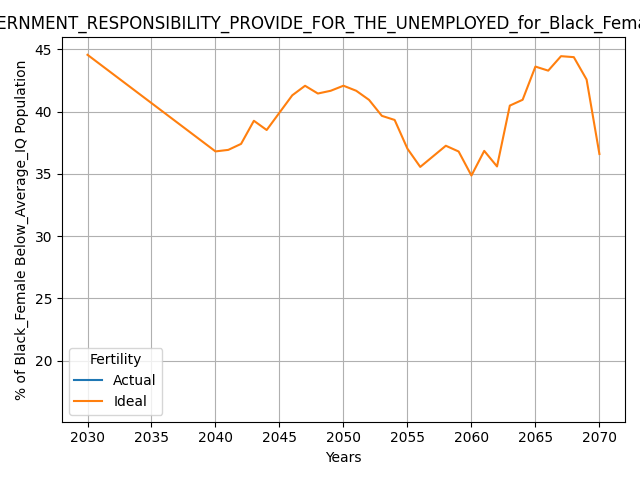 ERNMENT_RESPONSIBILITY_PROVIDE_FOR_THE_UNEMPLOYED_for_Black_Fema
% of Black_Female Below_Average_IQ Population
45
40
35
30
25
20
Fertility
Actual
Ideal
2030 2035 2040 2045 2050 2055 2060 2065 2070
Years